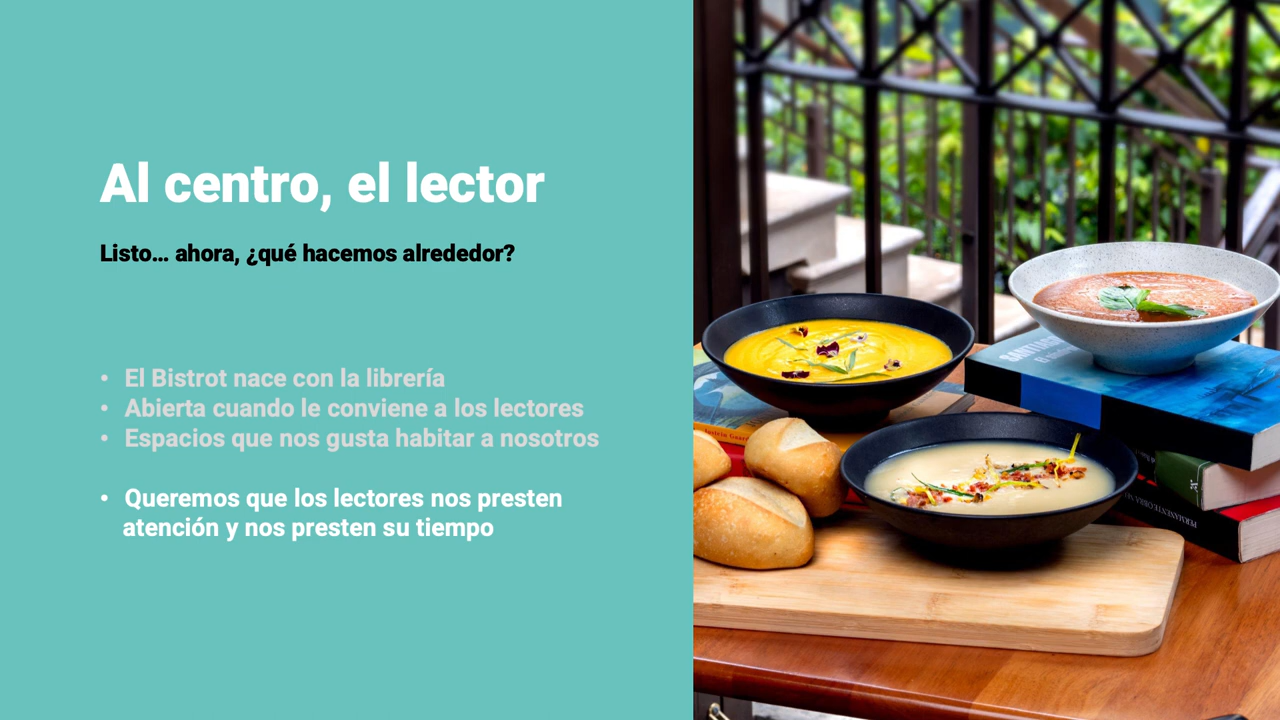 Al centro, el lector
Listo... ahora, ¿qué hacemos alrededor?
• El Bistrot nace con la librería
• Abierta cuando le conviene a los lectores
• Espacios que nos gusta habitar a nosotros
• Queremos que los lectores nos presten
atención y nos presten su tiempo
SANTIAGO
El